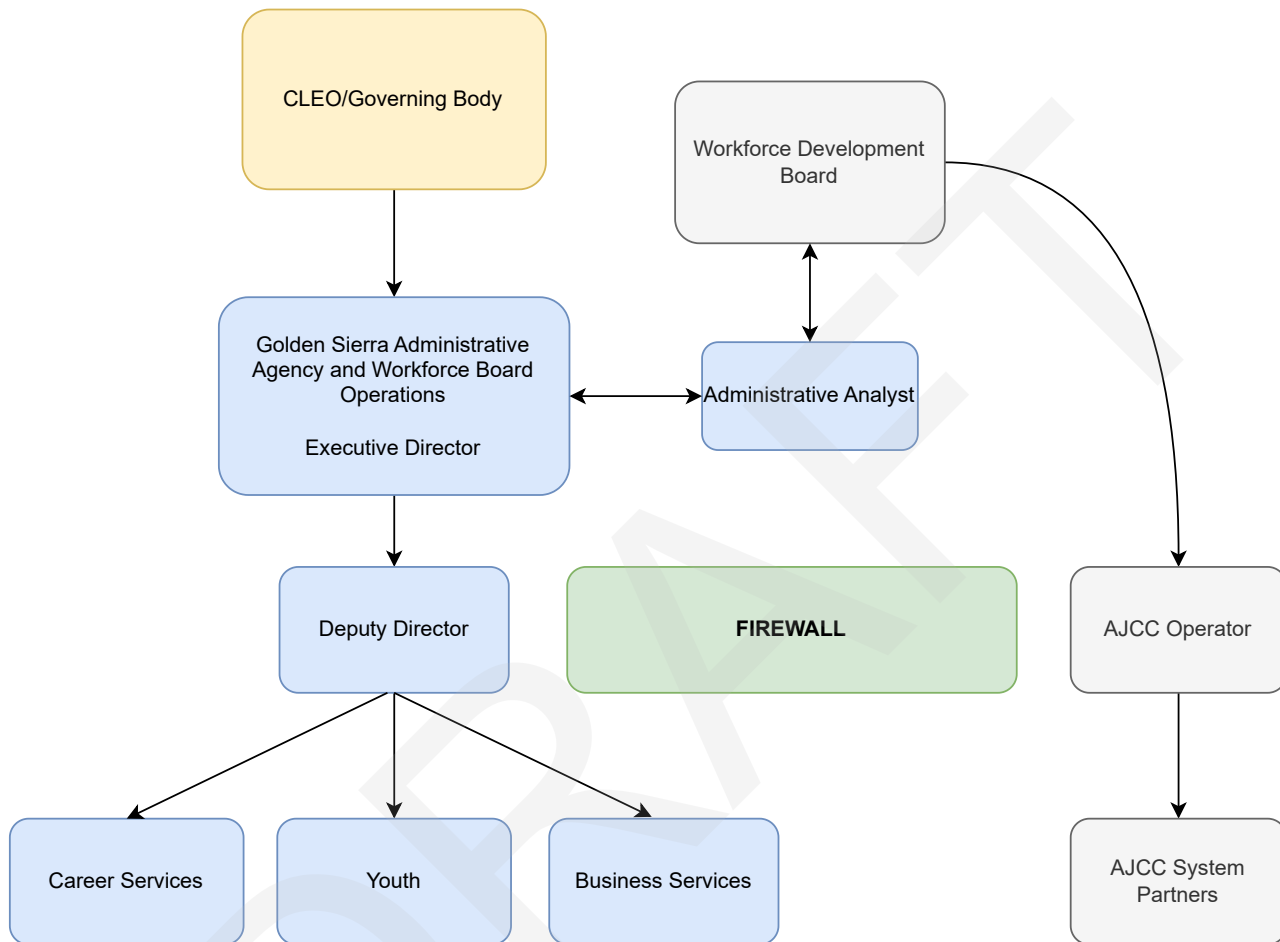 CLEO/Governing Body
Workforce Development
Board
Golden Sierra Administrative
Agency and Workforce Board
Operations
Executive Director
Administrative Analyst
Deputy Director
FIREWALL
AJCC Operator
Career Services
Youth
Business Services
AJCC System
Partners
DRAFT